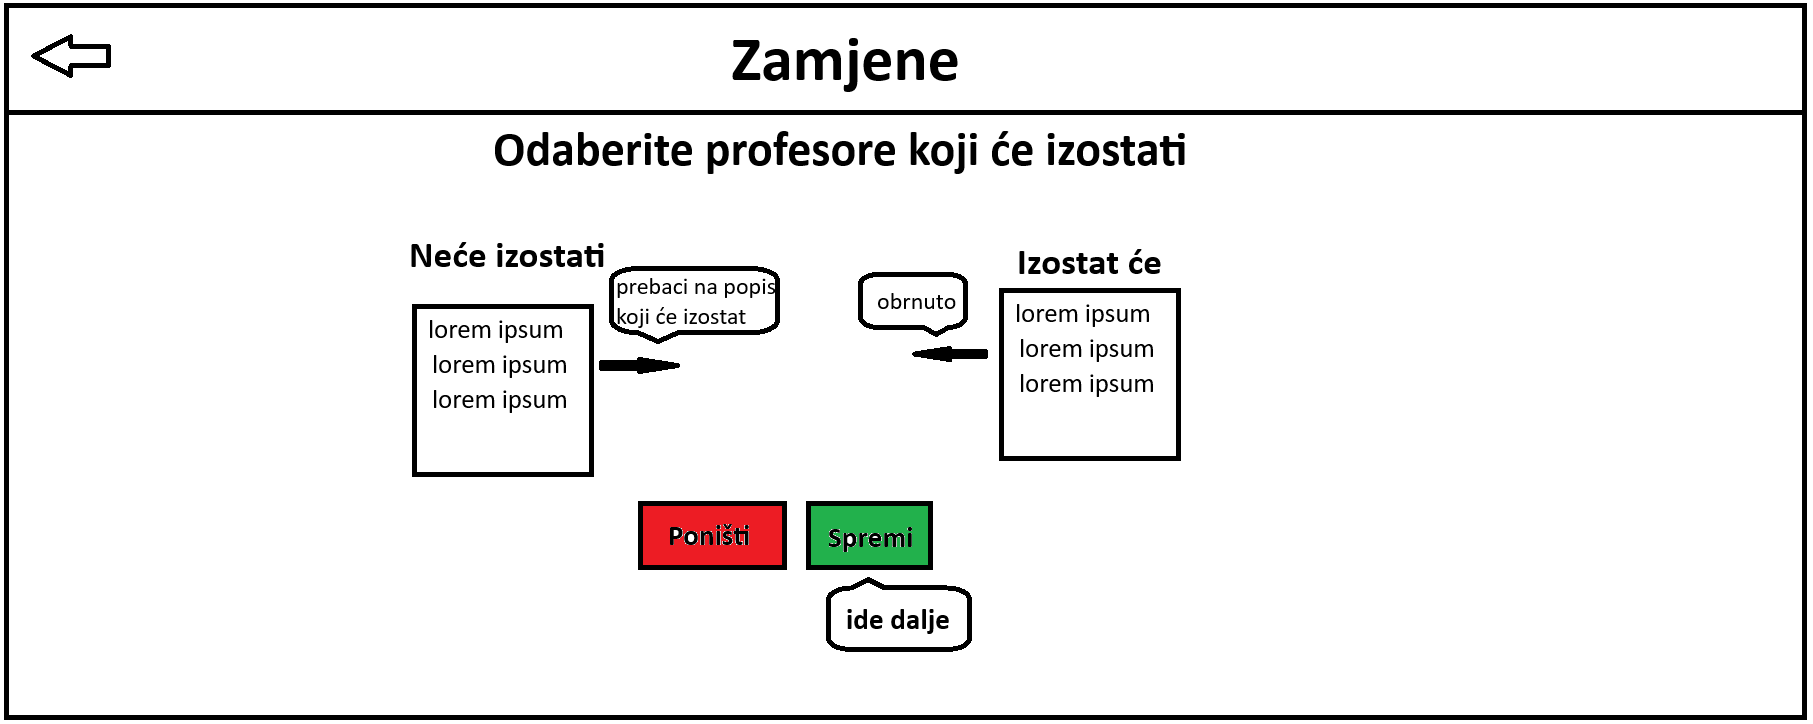 Zamjene
Odaberite profesore koji će izostati
Neće izostati
Izostat će
prebaci na popis
koji će izostat
obrnuto
lorem ipsum
lorem ipsum
lorem ipsum
lorem ipsum
lorem ipsum
lorem ipsum
Poništi
Spremi
ide dalje